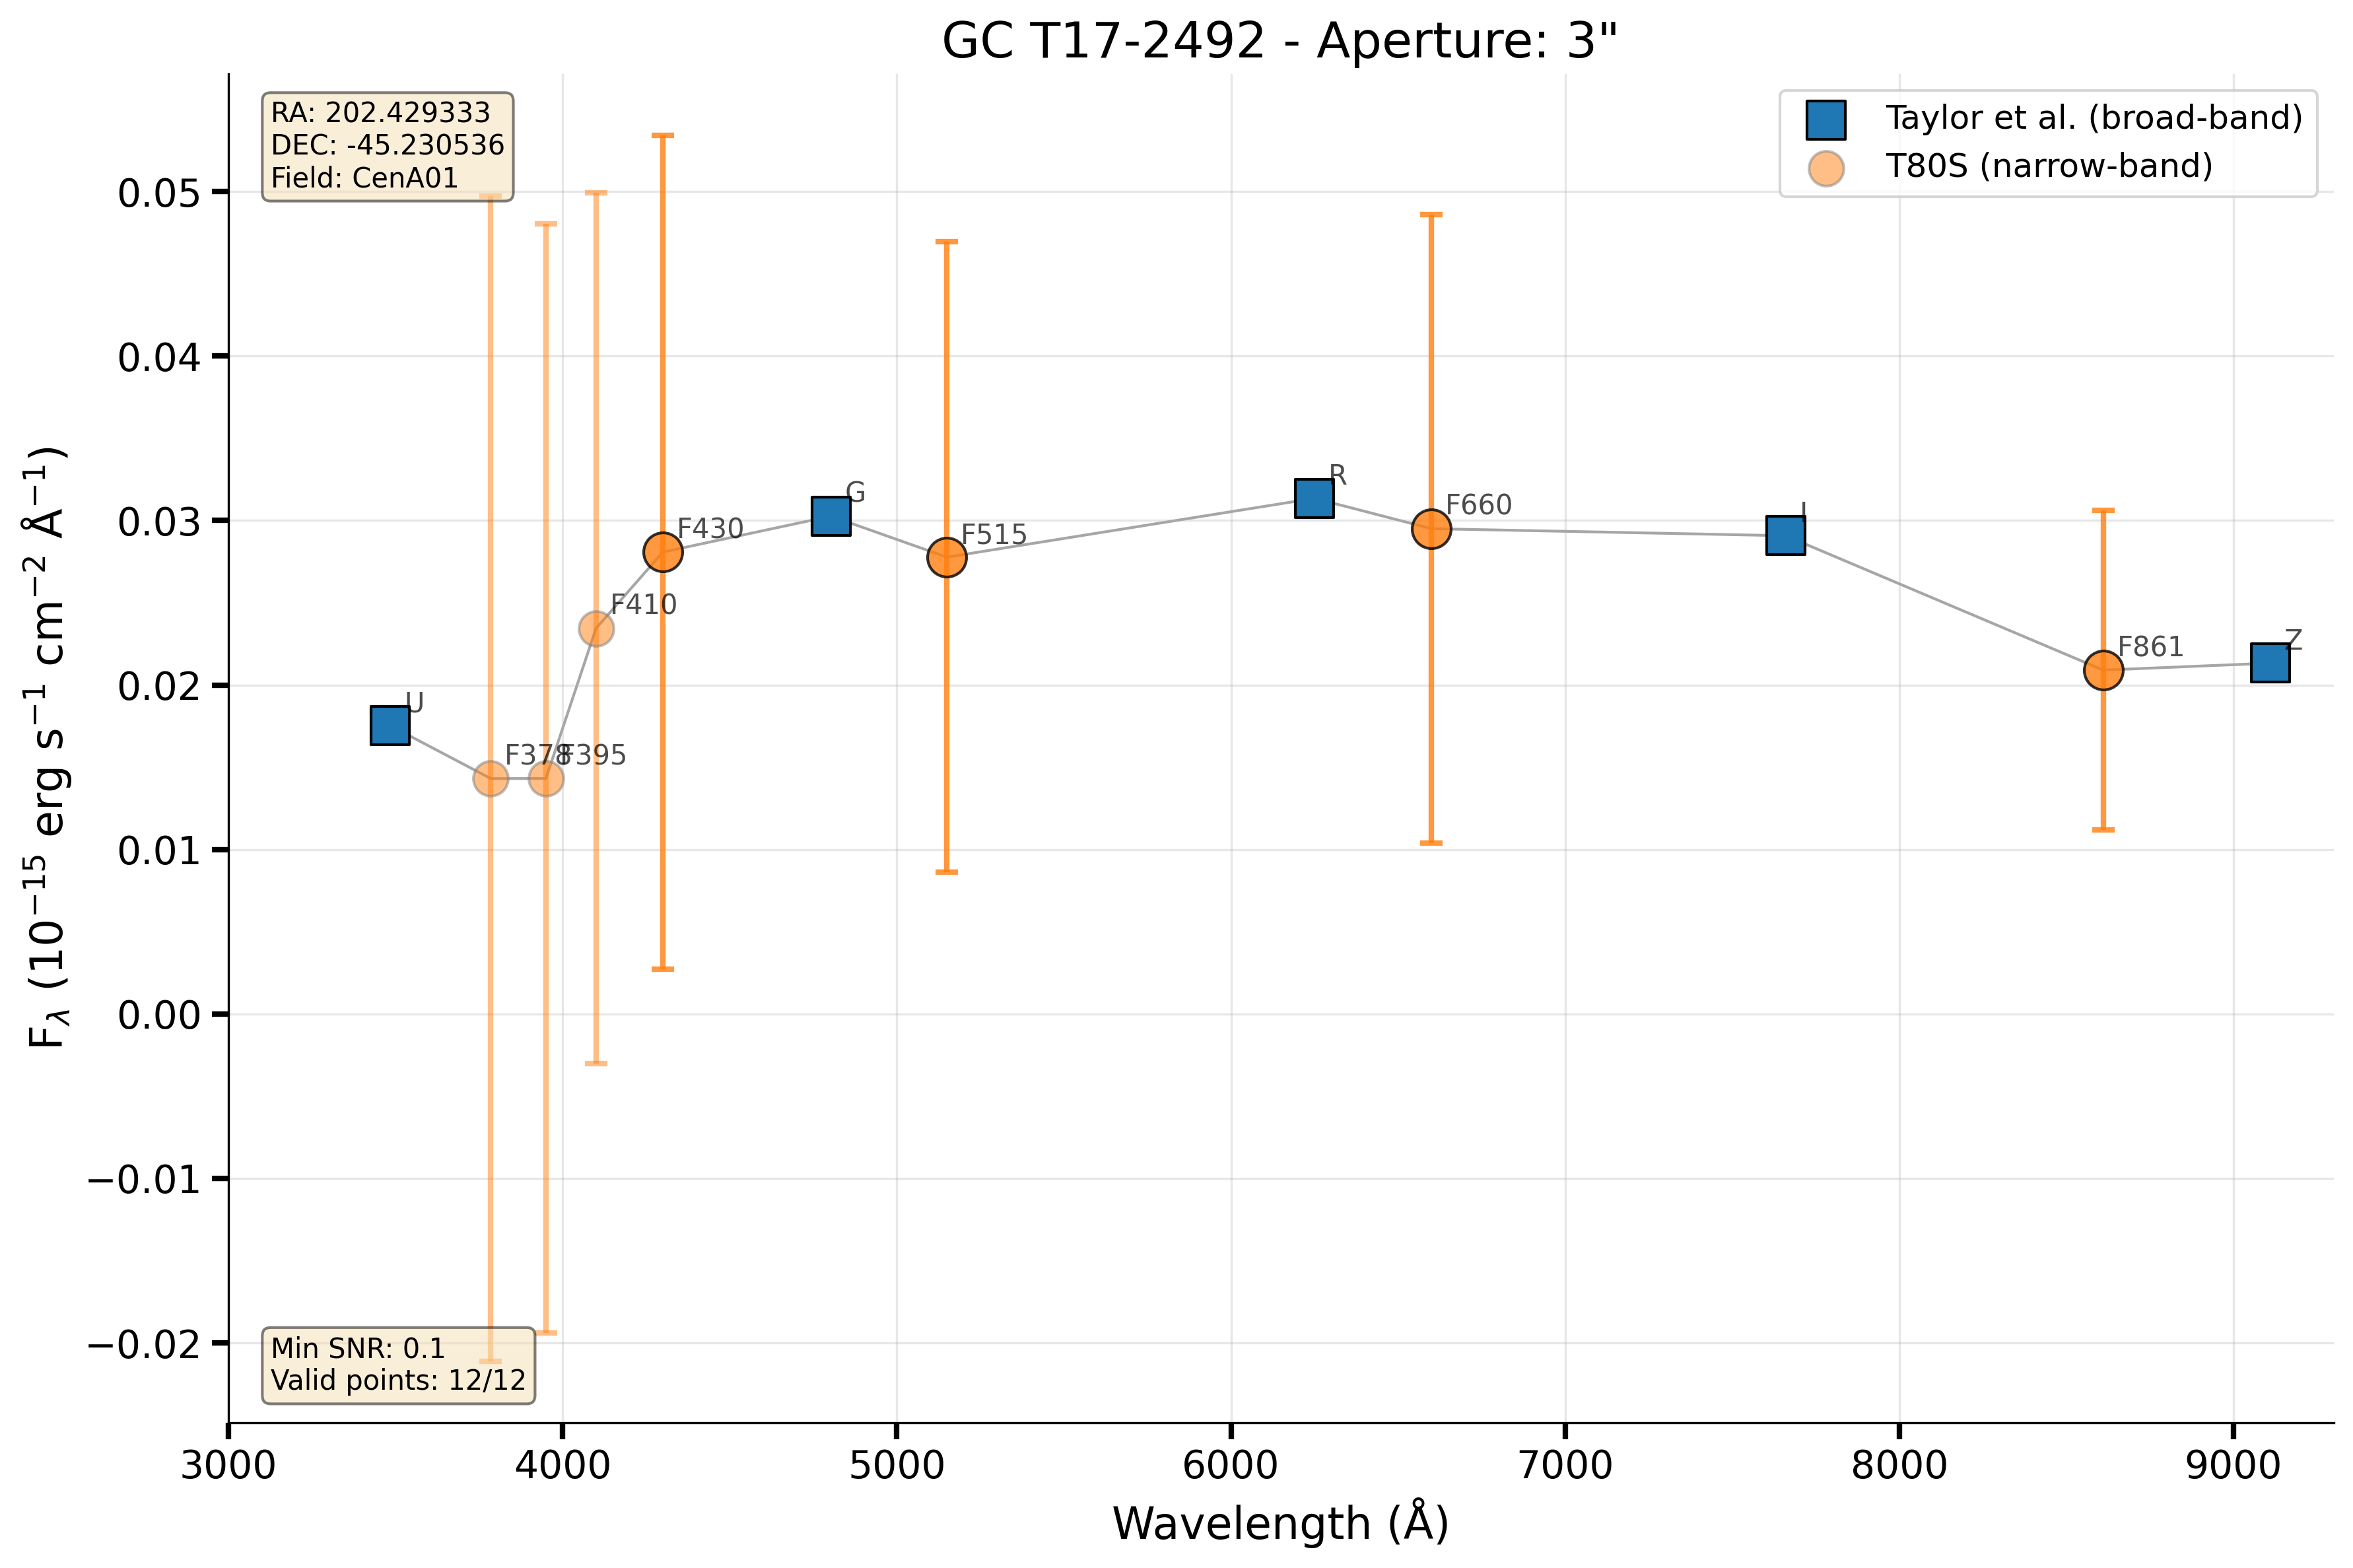 GC T17-2492 - Aperture: 3"
RA: 202.429333
DEC: -45.230536
Field: CenA01
Taylor et al. (broad-band)
T80S (narrow-band)
0.05
0.04
0.03
0.02
0.01
0.00
−0.01
−0.02
F_λ (10⁻¹⁵ erg s⁻¹ cm⁻² Å⁻¹)
U
F378
F395
F410
F430
G
F515
R
F660
I
F861
Z
Min SNR: 0.1
Valid points: 12/12
3000 4000 5000 6000 7000 8000 9000
Wavelength (Å)